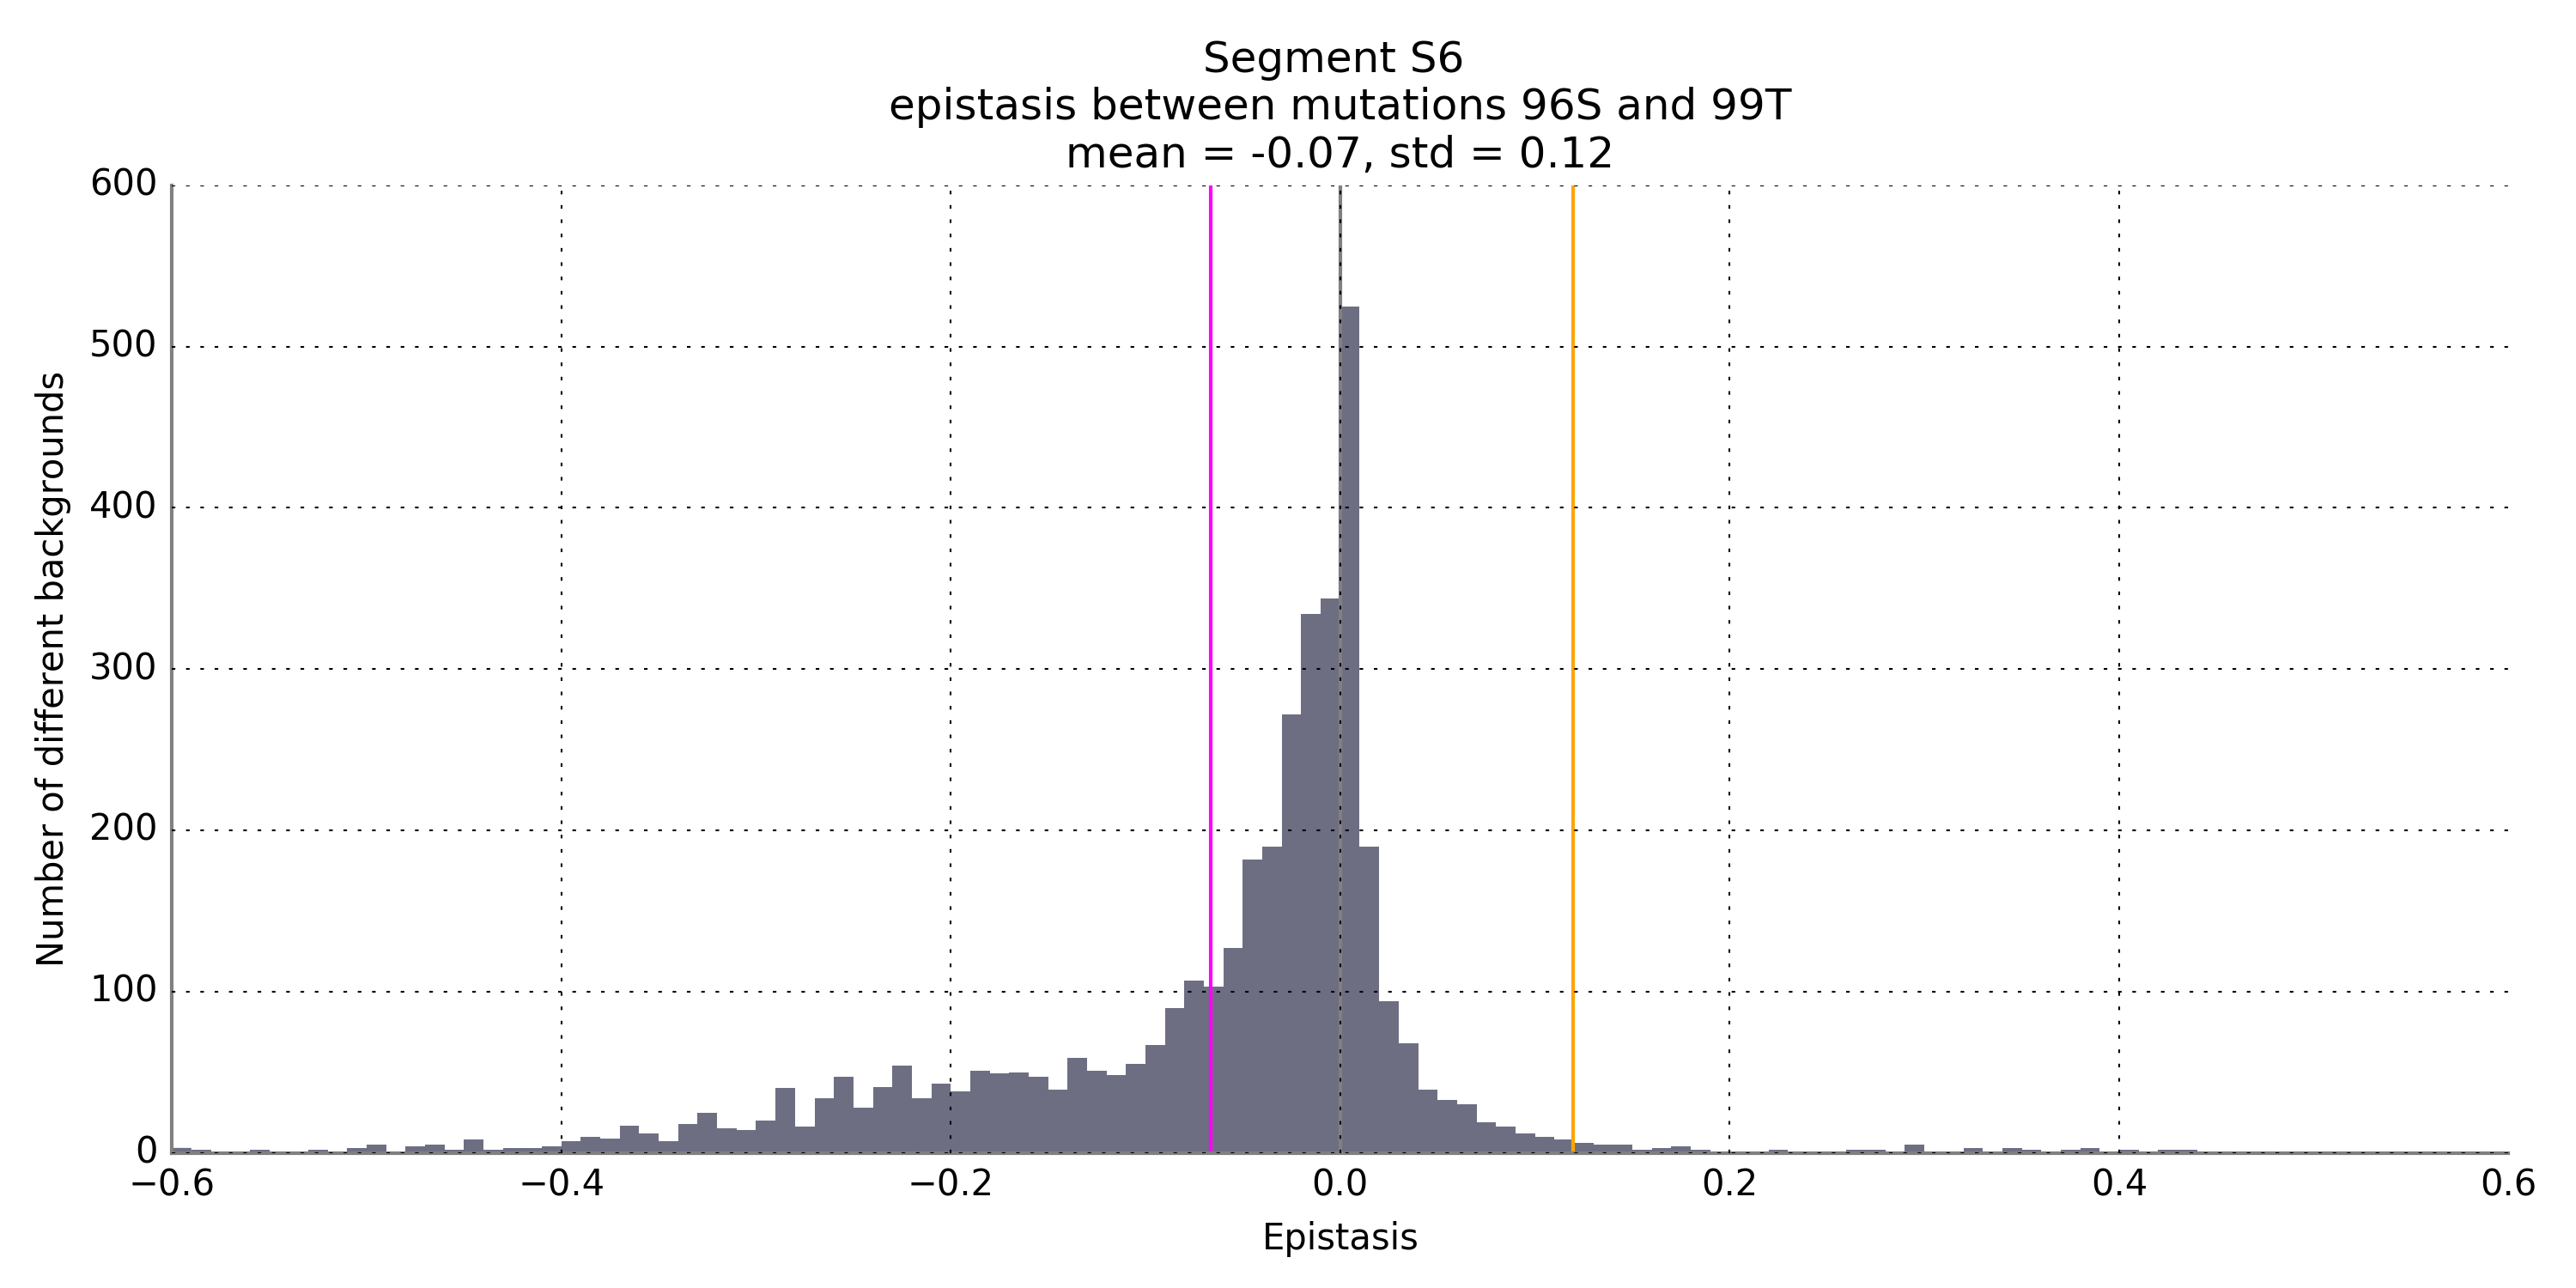 Segment S6
epistasis between mutations 96S and 99T
mean = -0.07, std = 0.12
600
500
400
300
200
100
0
Number of different backgrounds
−0.6 −0.4 −0.2 0.0 0.2 0.4 0.6
Epistasis